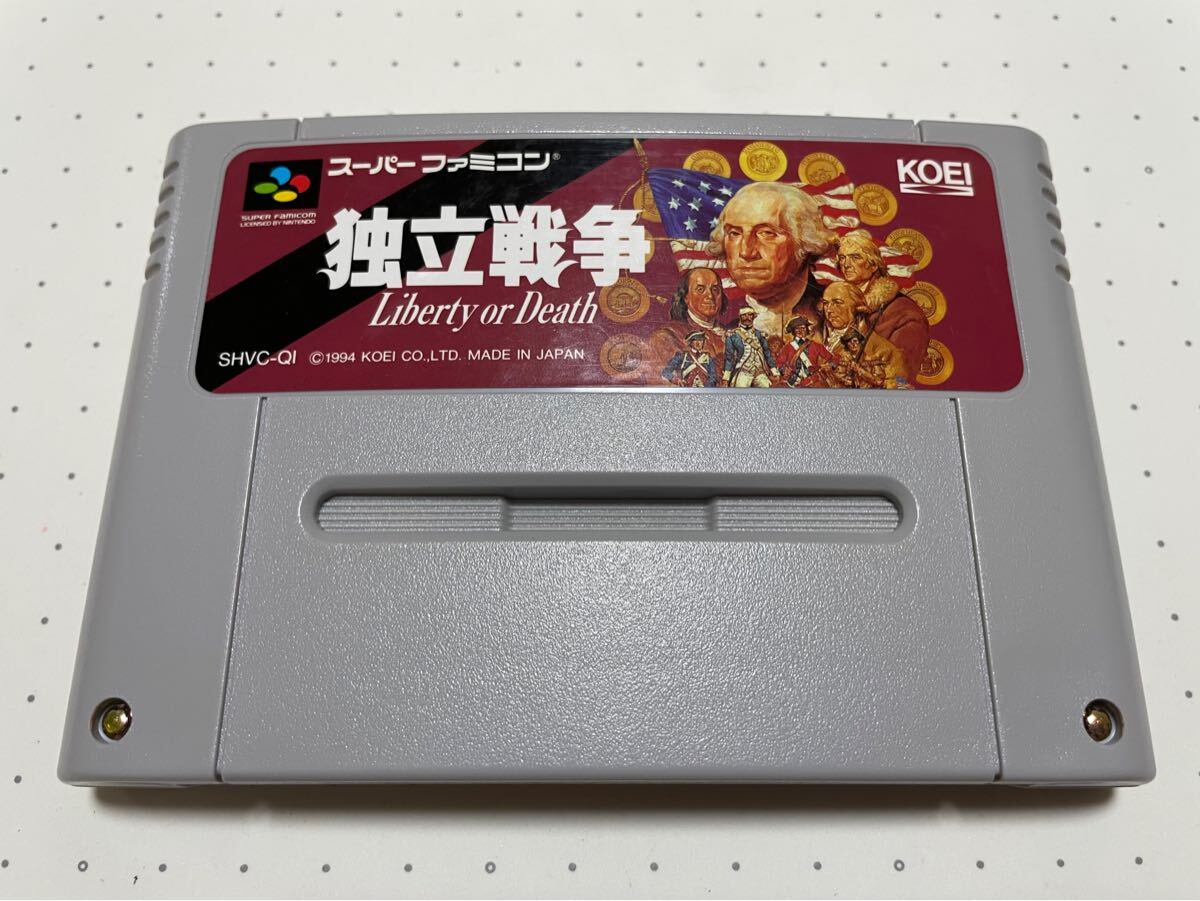 スーパーファミコン®
KOEI
SUPER FAMICOM
LICENSED BY NINTENDO
独立戦争
Liberty or Death
SHVC-QI ©1994 KOEI CO.,LTD. MADE IN JAPAN